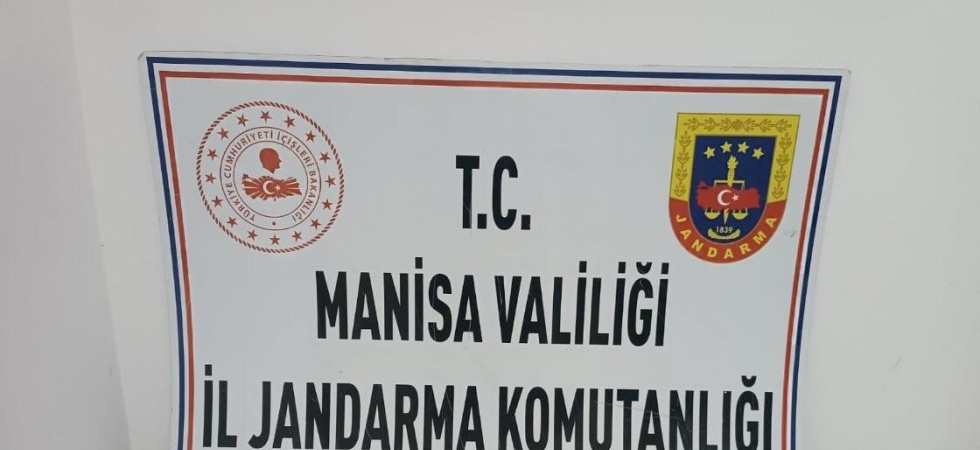 TÜRKİYE CUMHURİYETİ İÇİŞLERİ BAKANLIĞI
T.C.
1839
JANDARMA
MANİSA VALİLİĞİ
İL JANDARMA KOMUTANLIĞI